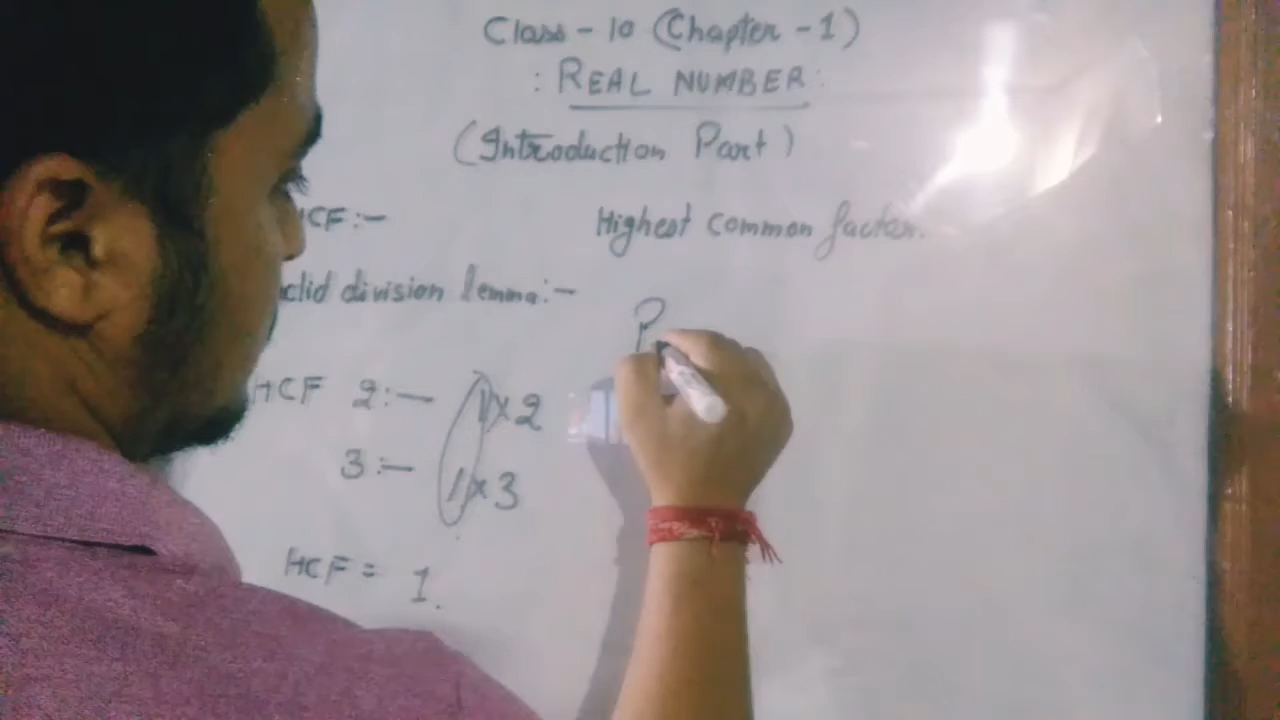 Class - 10 (Chapter - 1)
: REAL NUMBER :
(Introduction Part)
HCF :- Highest common factor.
clid division lemma :-
HCF 2 :- 1 x 2
3 :- 1 x 3
HCF = 1.
P